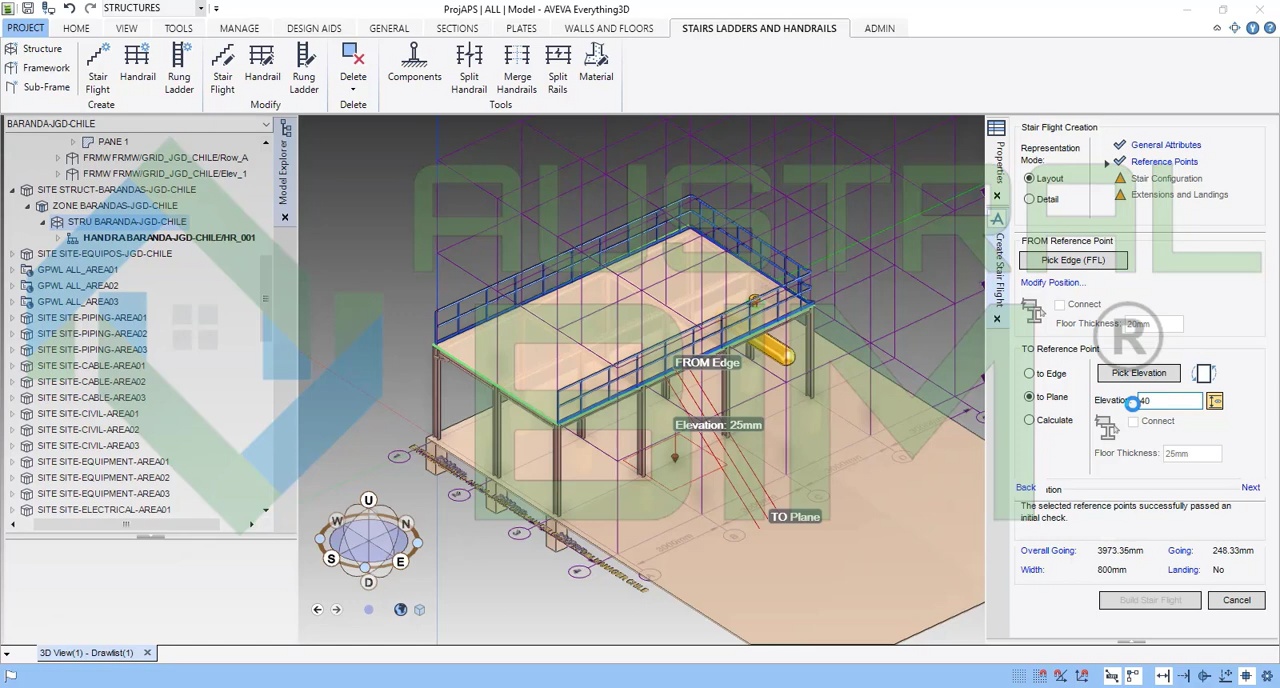 STRUCTURES
ProjAPS | ALL | Model - AVEVA Everything3D
PROJECT HOME VIEW TOOLS MANAGE DESIGN AIDS GENERAL SECTIONS PLATES WALLS AND FLOORS STAIRS LADDERS AND HANDRAILS ADMIN
Structure
Framework
Sub-Frame
Stair Flight
Handrail
Rung Ladder
Create
Stair Flight
Handrail
Rung Ladder
Modify
Delete
Delete
Components
Split Handrail
Merge Handrails
Split Rails
Material
Tools
BARANDA-JGD-CHILE
PANE 1
FRMW FRMW/GRID_JGD_CHILE/Row_A
FRMW FRMW/GRID_JGD_CHILE/Elev_1
SITE STRUCT-BARANDAS-JGD-CHILE
ZONE BARANDAS-JGD-CHILE
STRU BARANDA-JGD-CHILE
HANDRA BARANDA-JGD-CHILE/HR_001
SITE SITE-EQUIPOS-JGD-CHILE
GPWL ALL_AREA01
GPWL ALL_AREA02
GPWL ALL_AREA03
SITE SITE-PIPING-AREA01
SITE SITE-PIPING-AREA02
SITE SITE-PIPING-AREA03
SITE SITE-CABLE-AREA01
SITE SITE-CABLE-AREA02
SITE SITE-CABLE-AREA03
SITE SITE-CIVIL-AREA01
SITE SITE-CIVIL-AREA02
SITE SITE-CIVIL-AREA03
SITE SITE-EQUIPMENT-AREA01
SITE SITE-EQUIPMENT-AREA02
SITE SITE-EQUIPMENT-AREA03
SITE SITE-ELECTRICAL-AREA01
Model Explorer
AUSTRAL
BIM
®
FROM Edge
Elevation: 25mm
TO Plane
3000mm
U
W
N
S
E
D
Properties
Create Stair Flight
Stair Flight Creation
Representation Mode:
Layout
Detail
General Attributes
Reference Points
Stair Configuration
Extensions and Landings
FROM Reference Point
Pick Edge (FFL)
Modify Position...
Connect
Floor Thickness: 20mm
TO Reference Point
to Edge
to Plane
Calculate
Pick Elevation
Elevation 40
Connect
Floor Thickness: 25mm
Back
Next
The selected reference points successfully passed an
initial check.
Overall Going: 3973.35mm Going: 248.33mm
Width: 800mm Landing: No
Build Stair Flight Cancel
3D View(1) - Drawlist(1)